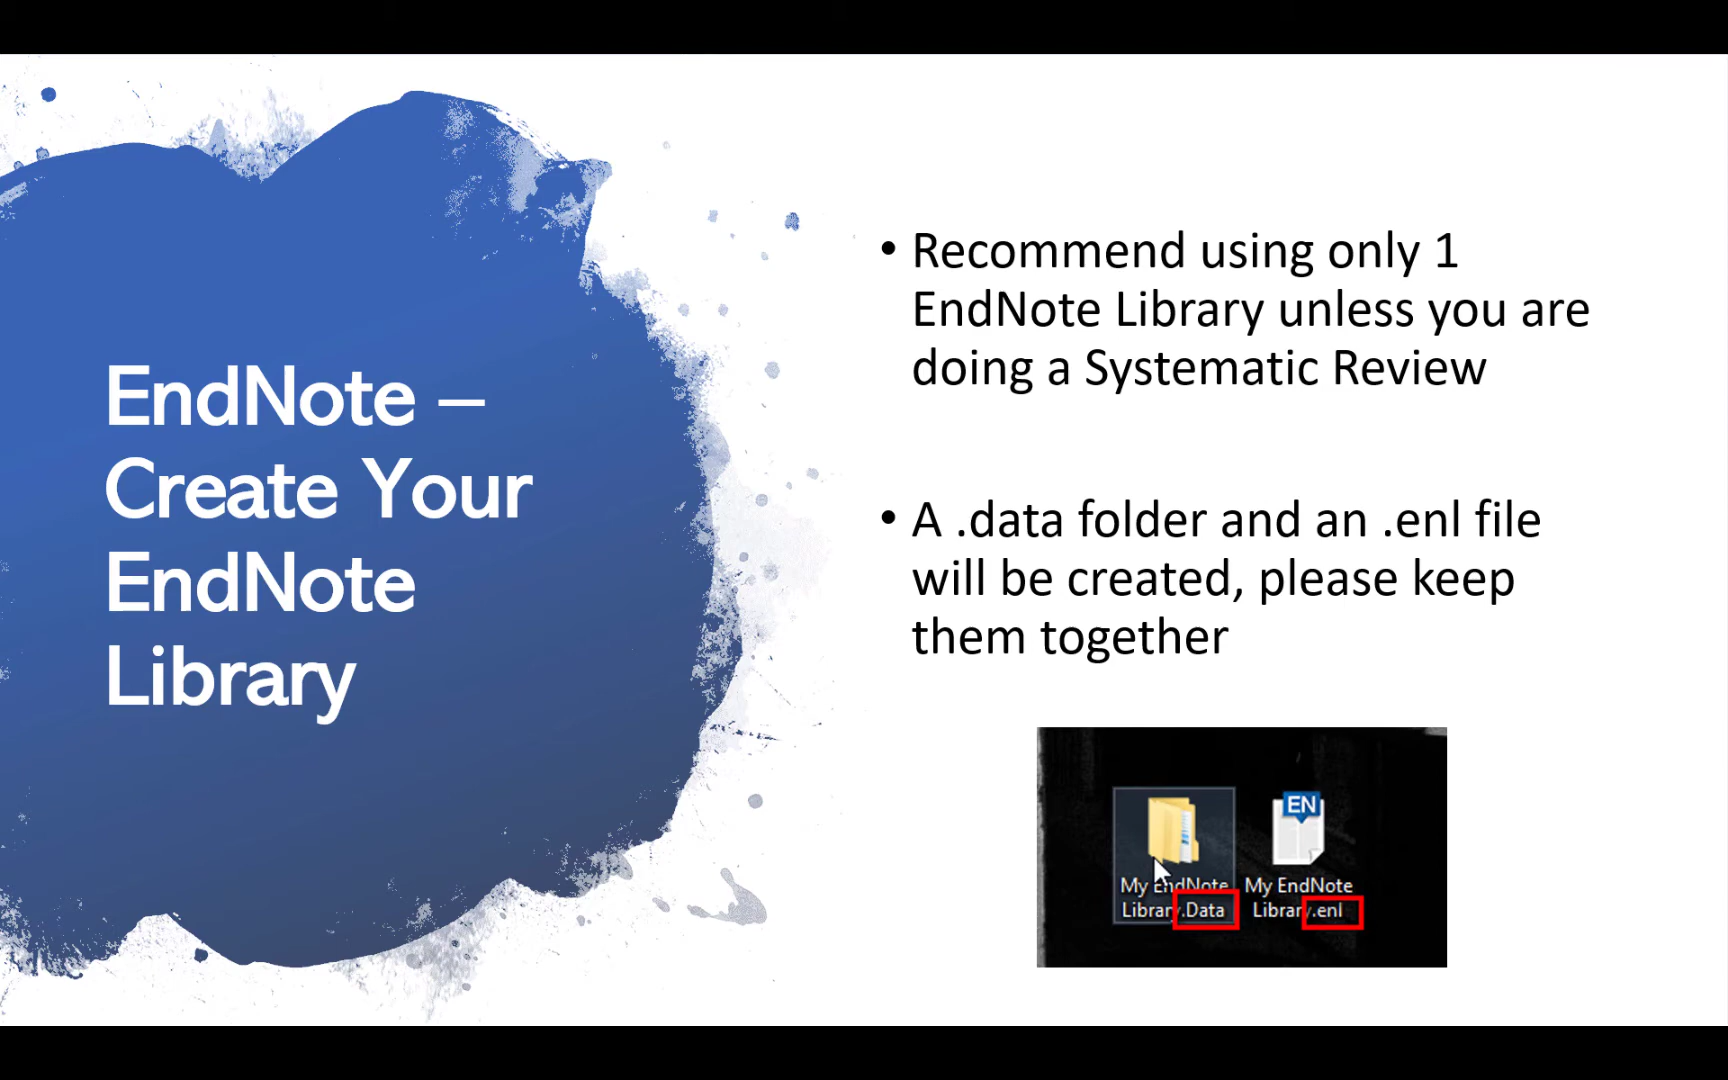 EndNote –
Create Your
EndNote
Library
• Recommend using only 1
EndNote Library unless you are
doing a Systematic Review
• A .data folder and an .enl file
will be created, please keep
them together
EN
My EndNote
Library.Data
My EndNote
Library.enl